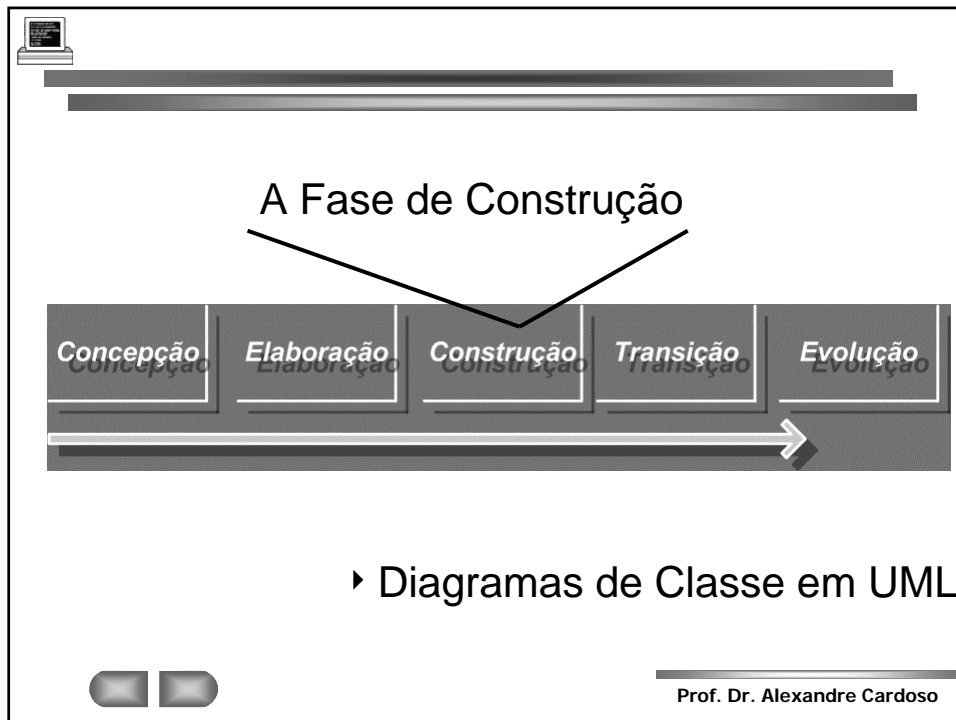 A Fase de Construção
Concepção Elaboração Construção Transição Evolução
‣ Diagramas de Classe em UML
Prof. Dr. Alexandre Cardoso